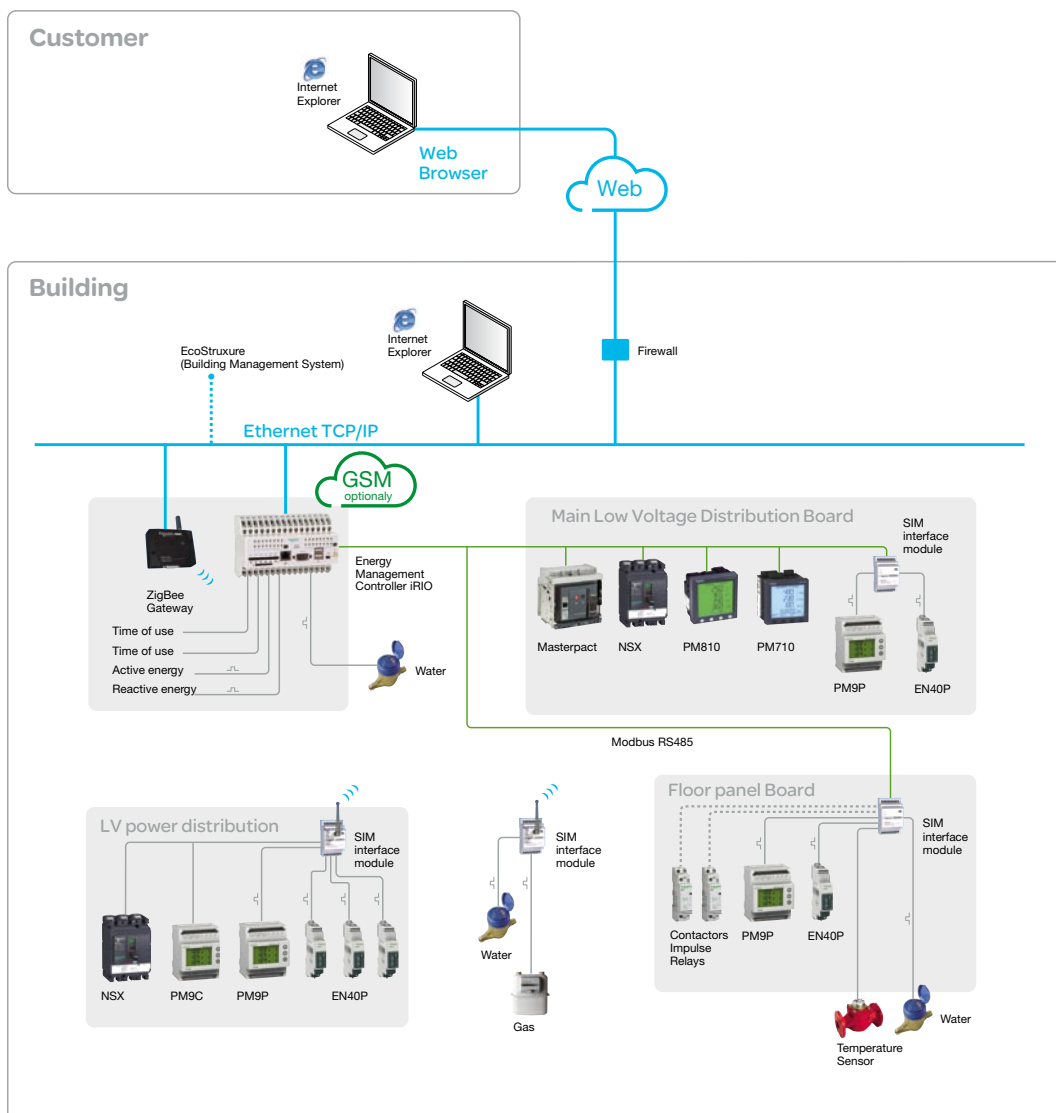 Customer
Internet
Explorer
Web
Browser
Web
Building
Internet
Explorer
EcoStruxure
(Building Management System)
Firewall
Ethernet TCP/IP
GSM
optionaly
Main Low Voltage Distribution Board
SIM
interface
module
Energy
Management
Controller iRIO
ZigBee
Gateway
Time of use
Time of use
Active energy
Reactive energy
Water
Masterpact
NSX
PM810
PM710
PM9P
EN40P
Modbus RS485
Floor panel Board
LV power distribution
SIM
interface
module
SIM
interface
module
SIM
interface
module
Contactors
Impulse
Relays
PM9P
EN40P
Water
NSX
PM9C
PM9P
EN40P
Gas
Water
Temperature
Sensor